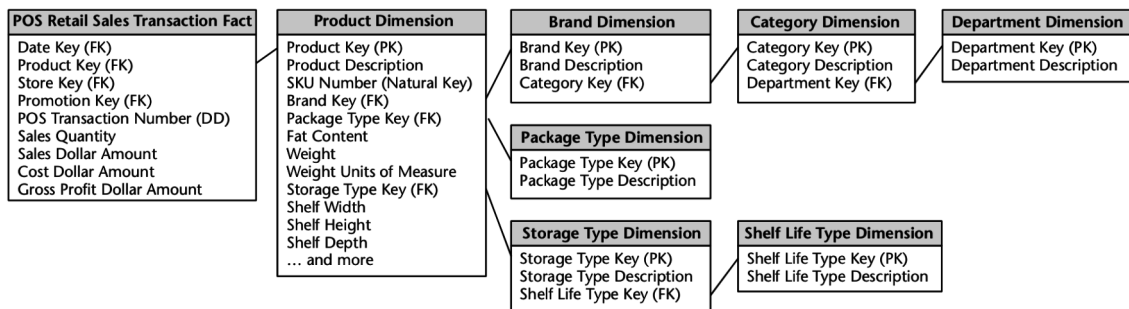 POS Retail Sales Transaction Fact
Date Key (FK)
Product Key (FK)
Store Key (FK)
Promotion Key (FK)
POS Transaction Number (DD)
Sales Quantity
Sales Dollar Amount
Cost Dollar Amount
Gross Profit Dollar Amount
Product Dimension
Product Key (PK)
Product Description
SKU Number (Natural Key)
Brand Key (FK)
Package Type Key (FK)
Fat Content
Weight
Weight Units of Measure
Storage Type Key (FK)
Shelf Width
Shelf Height
Shelf Depth
... and more
Brand Dimension
Brand Key (PK)
Brand Description
Category Key (FK)
Category Dimension
Category Key (PK)
Category Description
Department Key (FK)
Department Dimension
Department Key (PK)
Department Description
Package Type Dimension
Package Type Key (PK)
Package Type Description
Storage Type Dimension
Storage Type Key (PK)
Storage Type Description
Shelf Life Type Key (FK)
Shelf Life Type Dimension
Shelf Life Type Key (PK)
Shelf Life Type Description